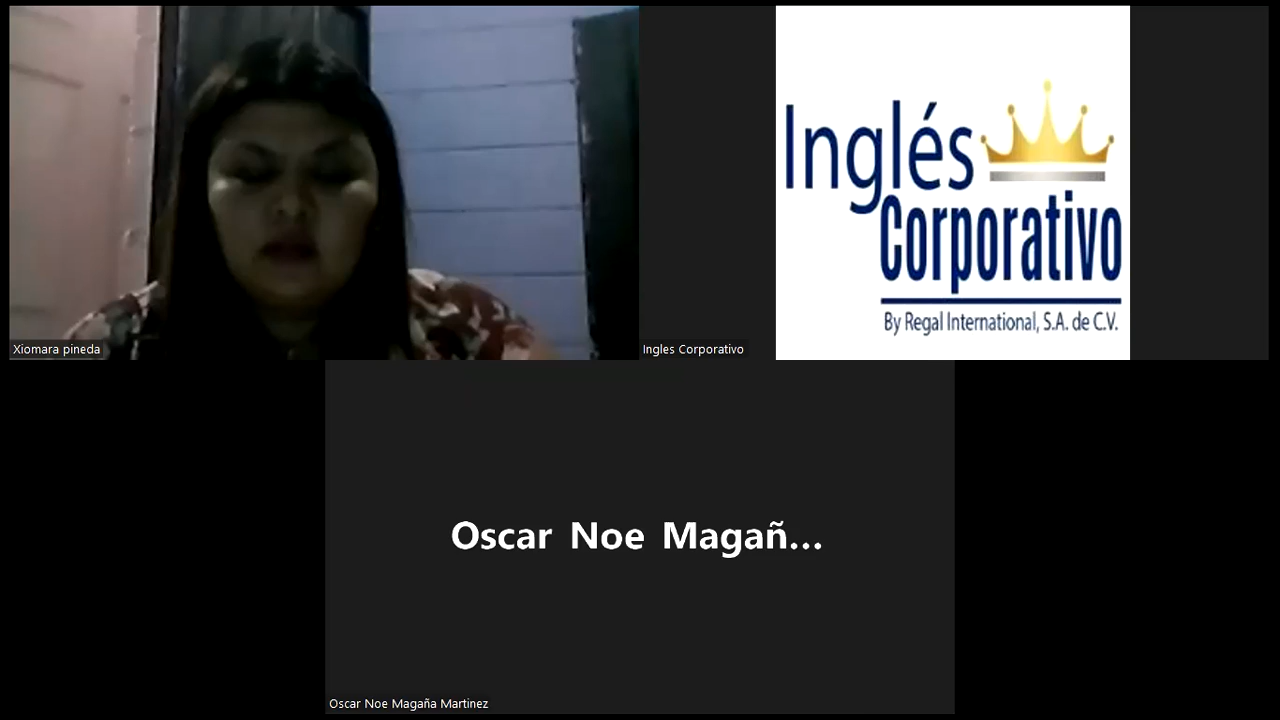 Inglés
Corporativo
By Regal International, S.A. de C.V.
Xiomara pineda
Ingles Corporativo
Oscar Noe Magañ...
Oscar Noe Magaña Martinez